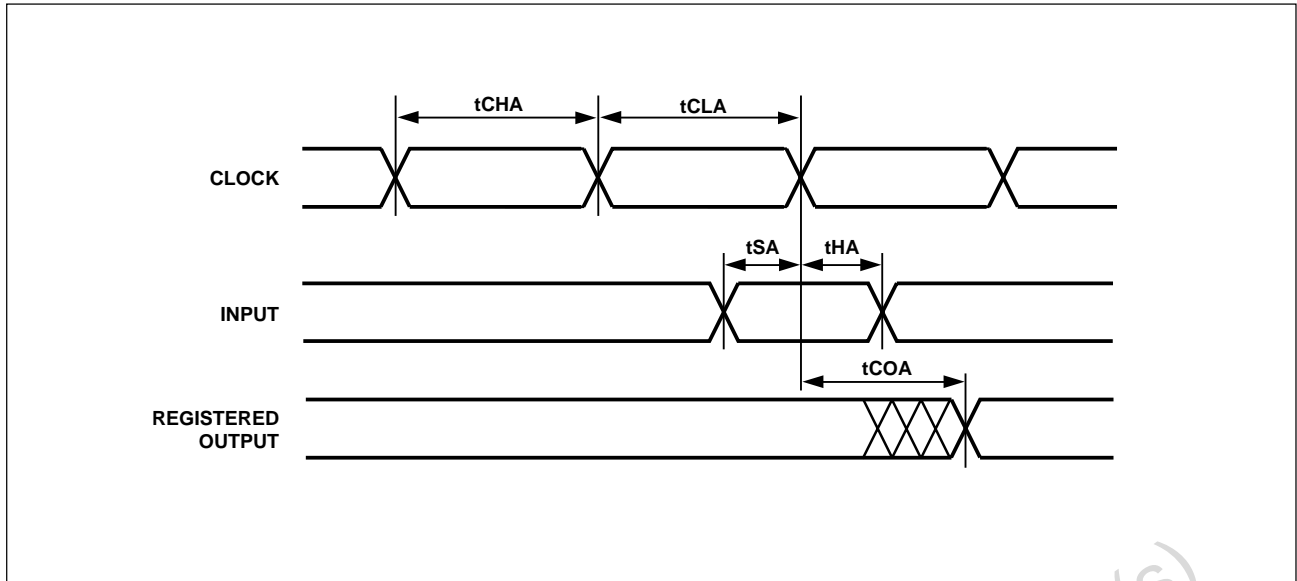 tCHA
tCLA
CLOCK
tSA
tHA
INPUT
tCOA
REGISTERED
OUTPUT